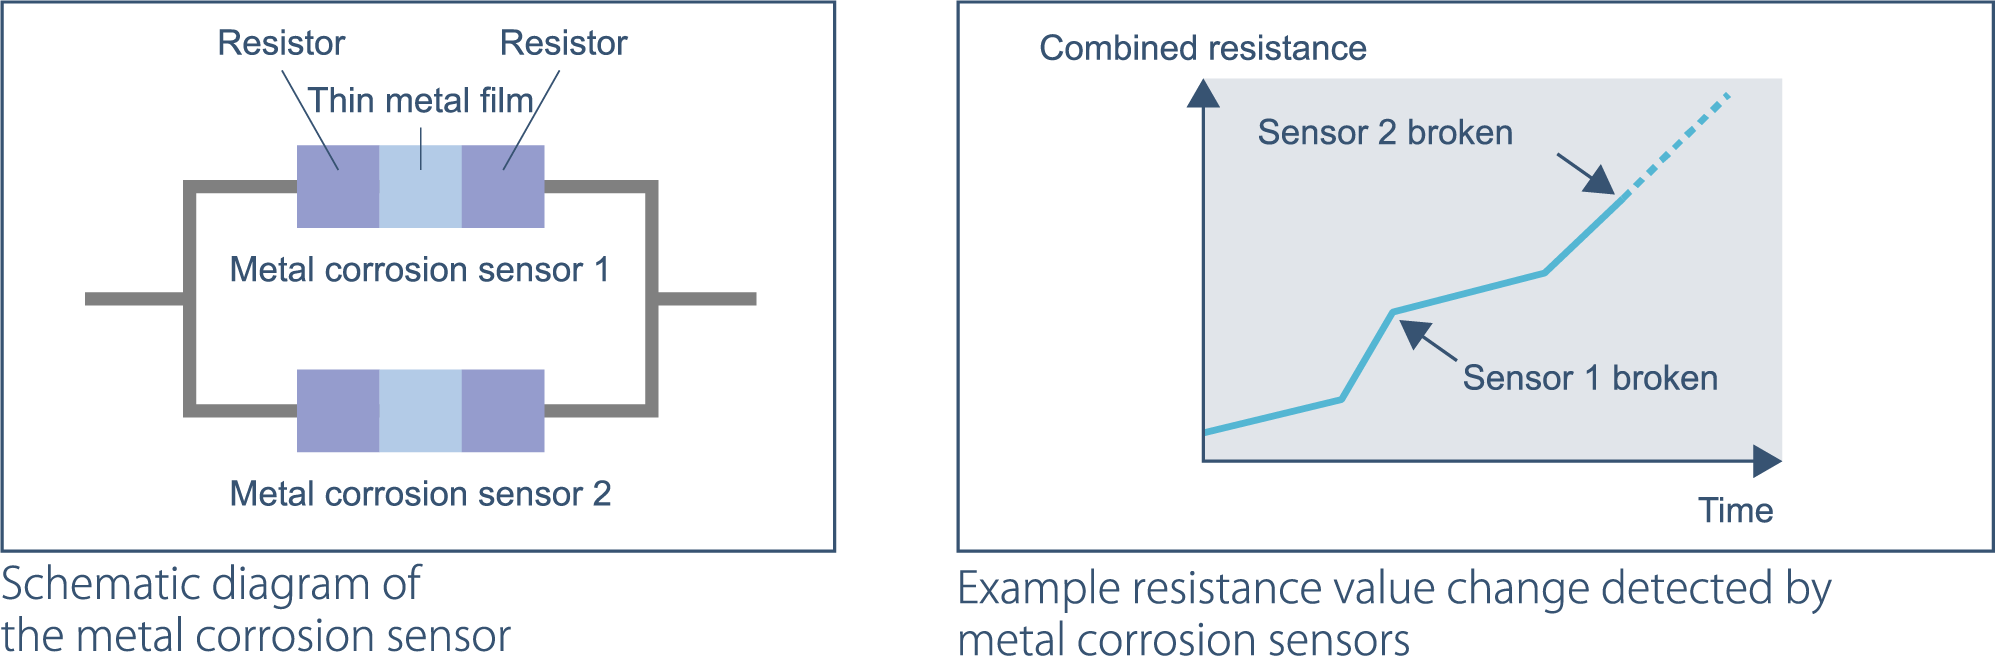 Resistor
Resistor
Thin metal film
Metal corrosion sensor 1
Metal corrosion sensor 2
Schematic diagram of
the metal corrosion sensor
Combined resistance
Sensor 2 broken
Sensor 1 broken
Time
Example resistance value change detected by
metal corrosion sensors